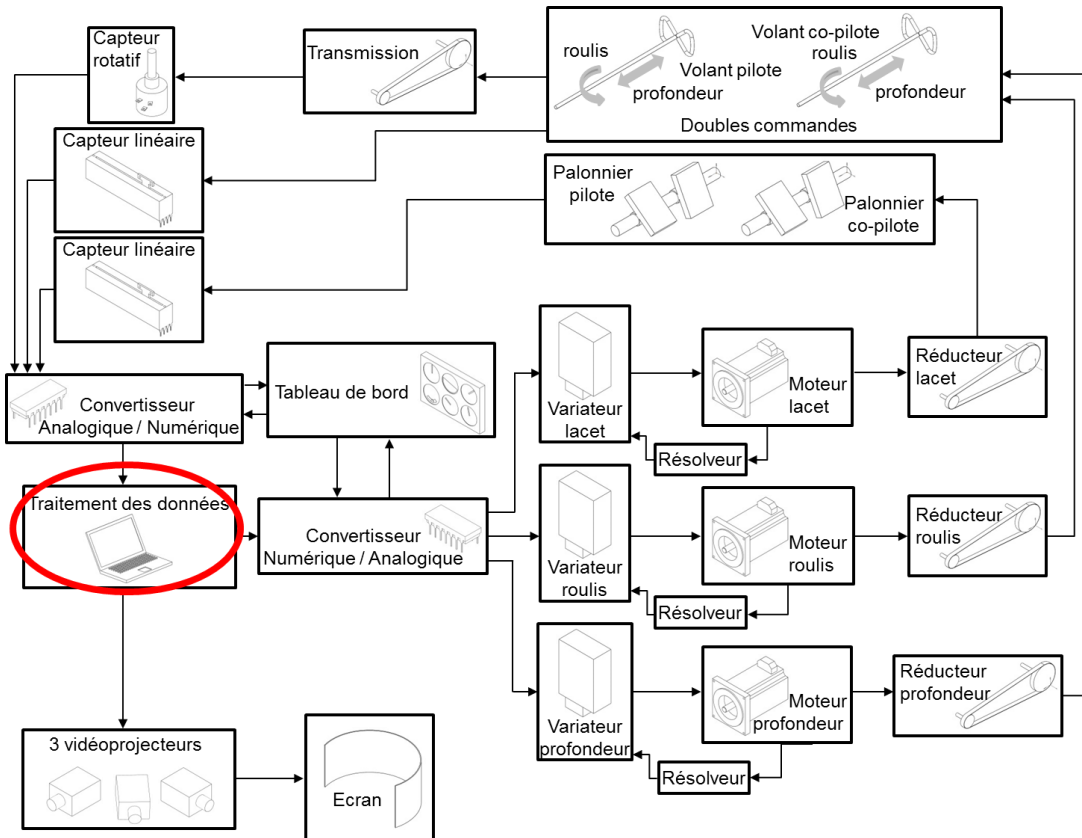 Capteur
rotatif
Transmission
roulis
Volant pilote
profondeur
Volant co-pilote
roulis
profondeur
Doubles commandes
Capteur linéaire
Palonnier
pilote
Palonnier
co-pilote
Capteur linéaire
Convertisseur
Analogique / Numérique
Tableau de bord
Variateur
lacet
Moteur
lacet
Réducteur
lacet
Résolveur
Traitement des données
Convertisseur
Numérique / Analogique
Variateur
roulis
Moteur
roulis
Réducteur
roulis
Résolveur
3 vidéoprojecteurs
Ecran
Variateur
profondeur
Moteur
profondeur
Réducteur
profondeur
Résolveur